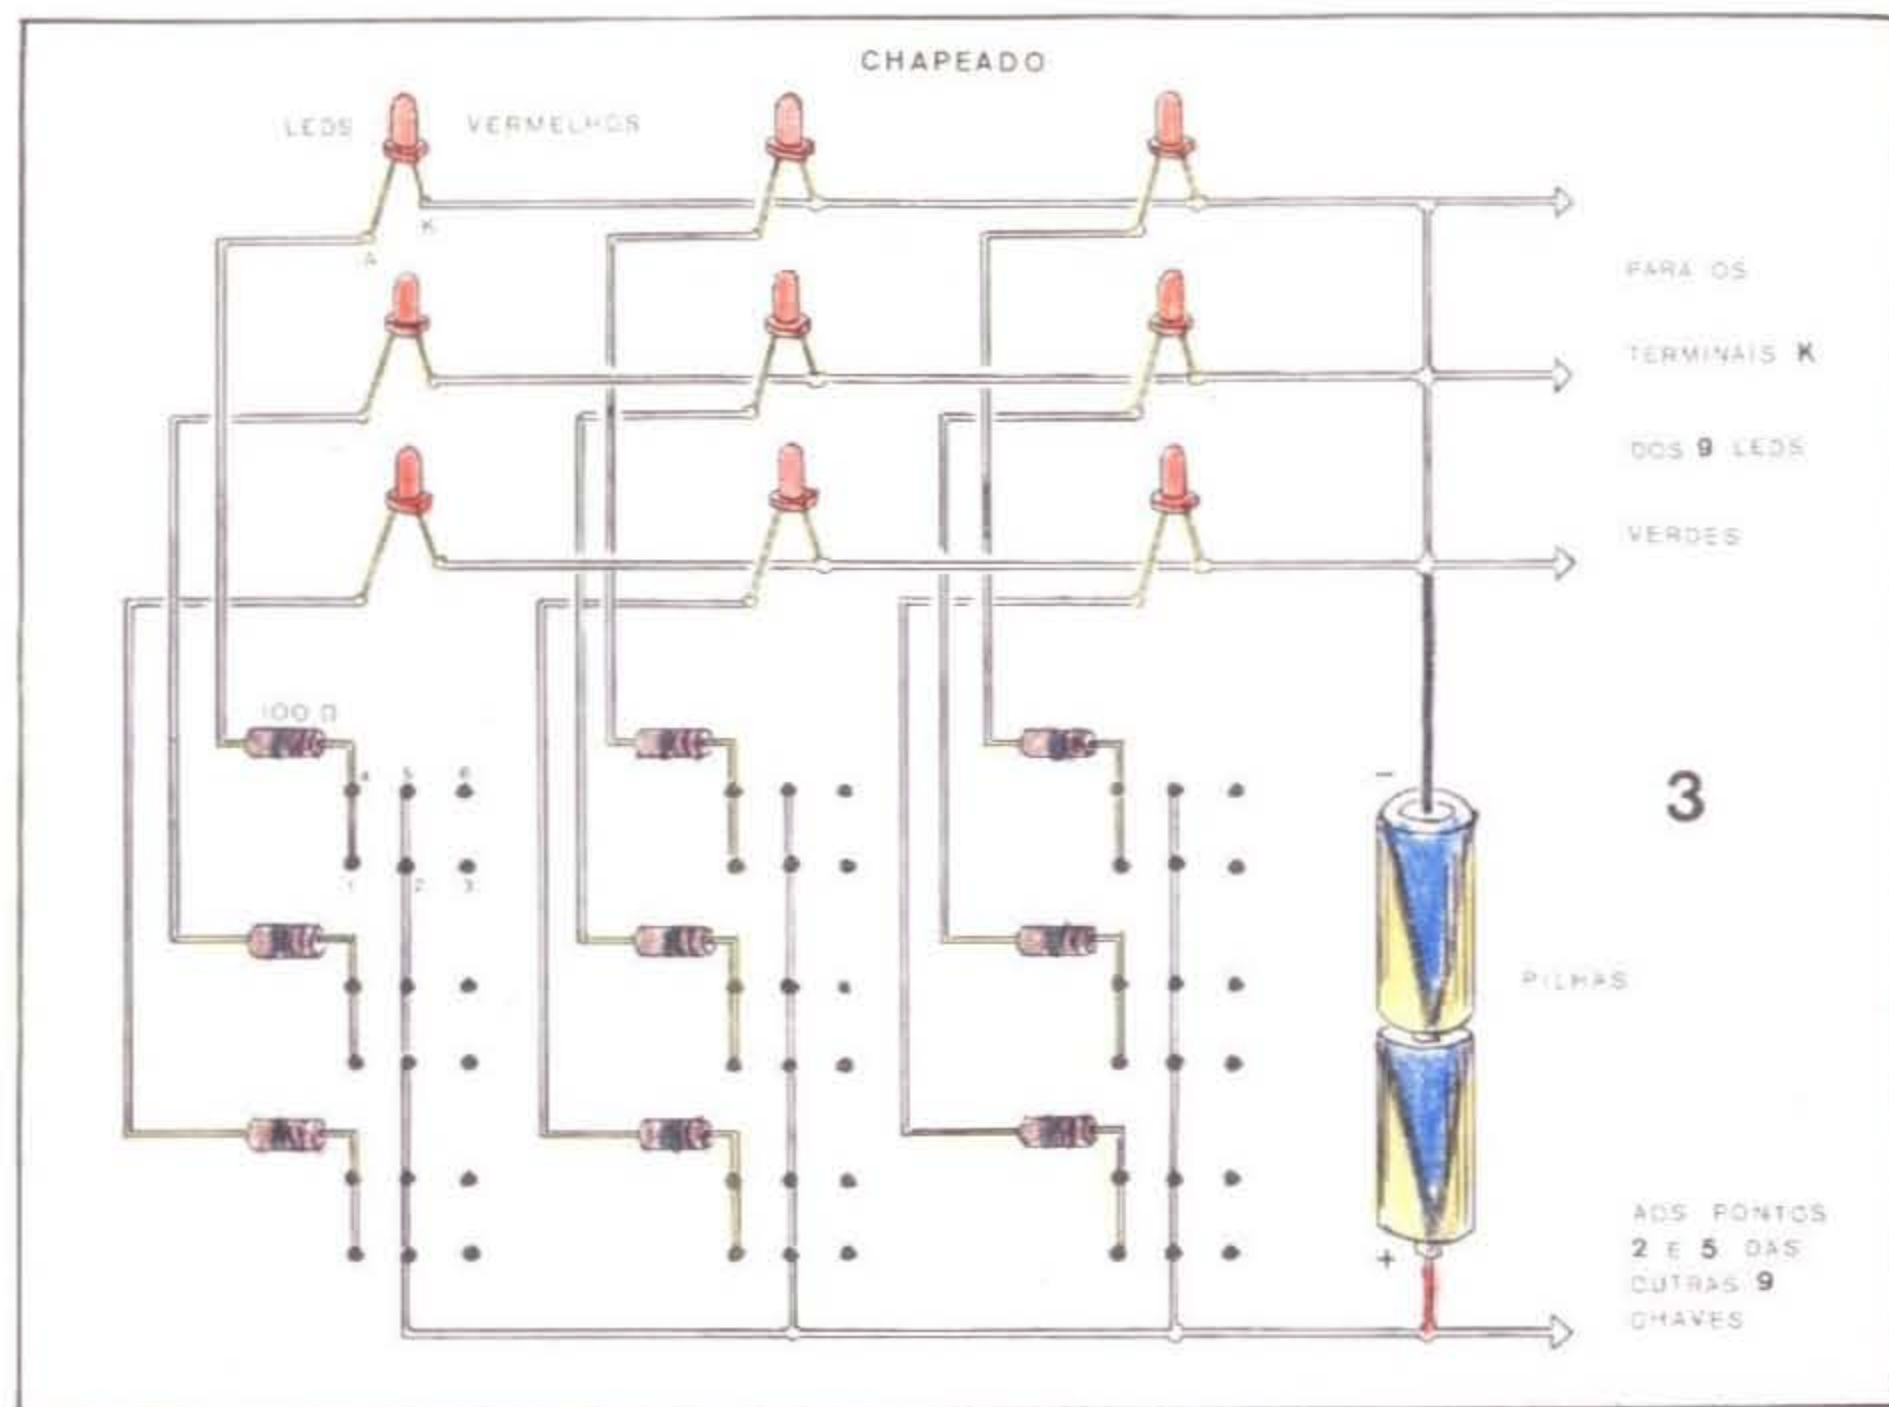 CHAPEADO
LEDS VERMELHOS
K
A
PARA OS
TERMINAIS K
DOS 9 LEDS
VERDES
100 Ω
4 5 6
1 2 3
-
3
PILHAS
+
AOS PONTOS
2 E 5 DAS
OUTRAS 9
CHAVES